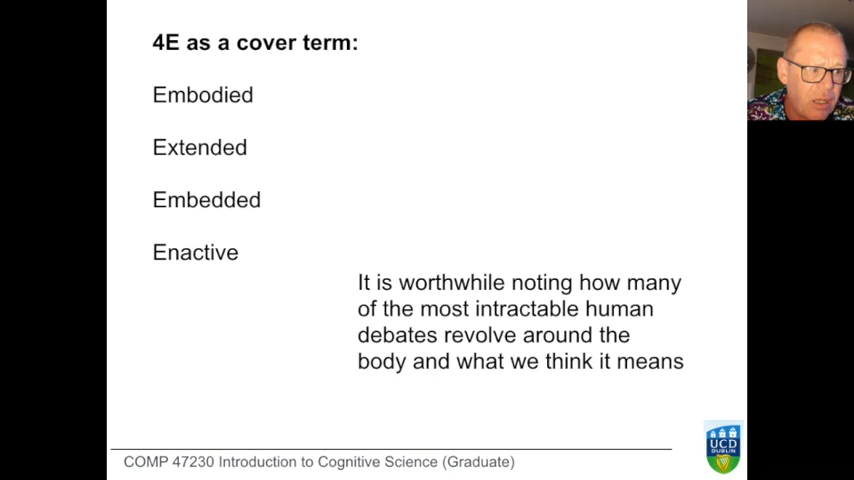 4E as a cover term:
Embodied
Extended
Embedded
Enactive
It is worthwhile noting how many
of the most intractable human
debates revolve around the
body and what we think it means
COMP 47230 Introduction to Cognitive Science (Graduate)
UCD
DUBLIN